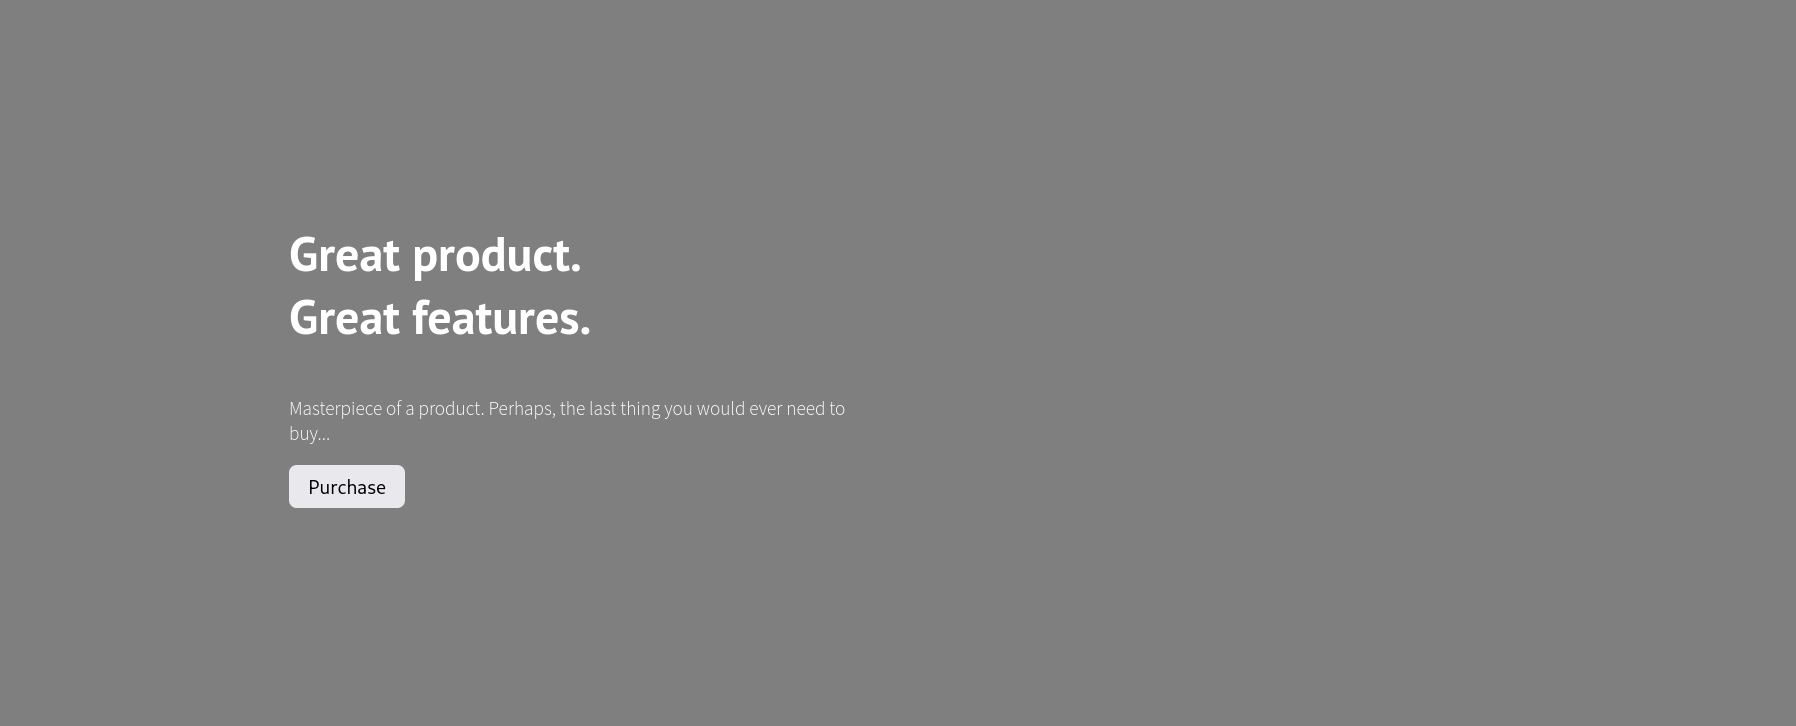 Great product.
Great features.
Masterpiece of a product. Perhaps, the last thing you would ever need to
buy...
Purchase